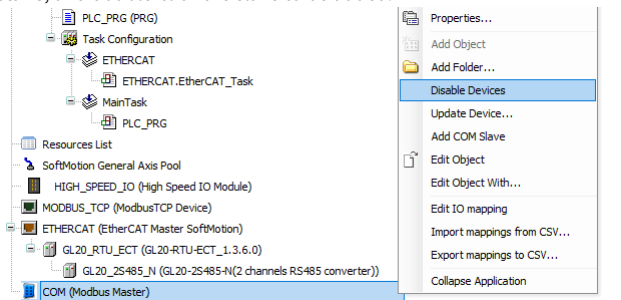 PLC_PRG (PRG)
Task Configuration
ETHERCAT
ETHERCAT.EtherCAT_Task
MainTask
PLC_PRG
Resources List
SoftMotion General Axis Pool
HIGH_SPEED_IO (High Speed IO Module)
MODBUS_TCP (ModbusTCP Device)
ETHERCAT (EtherCAT Master SoftMotion)
GL20_RTU_ECT (GL20-RTU-ECT_1.3.6.0)
GL20_2S485_N (GL20-2S485-N(2 channels RS485 converter))
COM (Modbus Master)
Properties...
Add Object
Add Folder...
Disable Devices
Update Device...
Add COM Slave
Edit Object
Edit Object With...
Edit IO mapping
Import mappings from CSV...
Export mappings to CSV...
Collapse Application